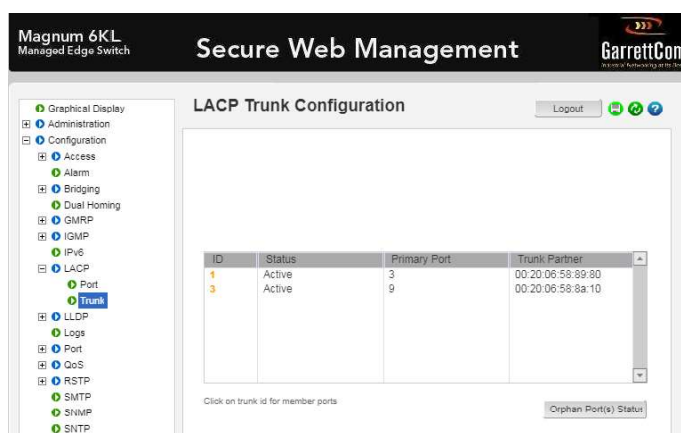 Magnum 6KL
Managed Edge Switch
Secure Web Management
GarrettCom
Graphical Display
Administration
Configuration
Access
Alarm
Bridging
Dual Homing
GMRP
IGMP
IPv6
LACP
Port
Trunk
LLDP
Logs
Port
QoS
RSTP
SMTP
SNMP
SNTP
LACP Trunk Configuration
Logout
ID Status Primary Port Trunk Partner
1 Active 3 00:20:06:58:89:80
3 Active 9 00:20:06:58:8a:10
Click on trunk id for member ports
Orphan Port(s) Status